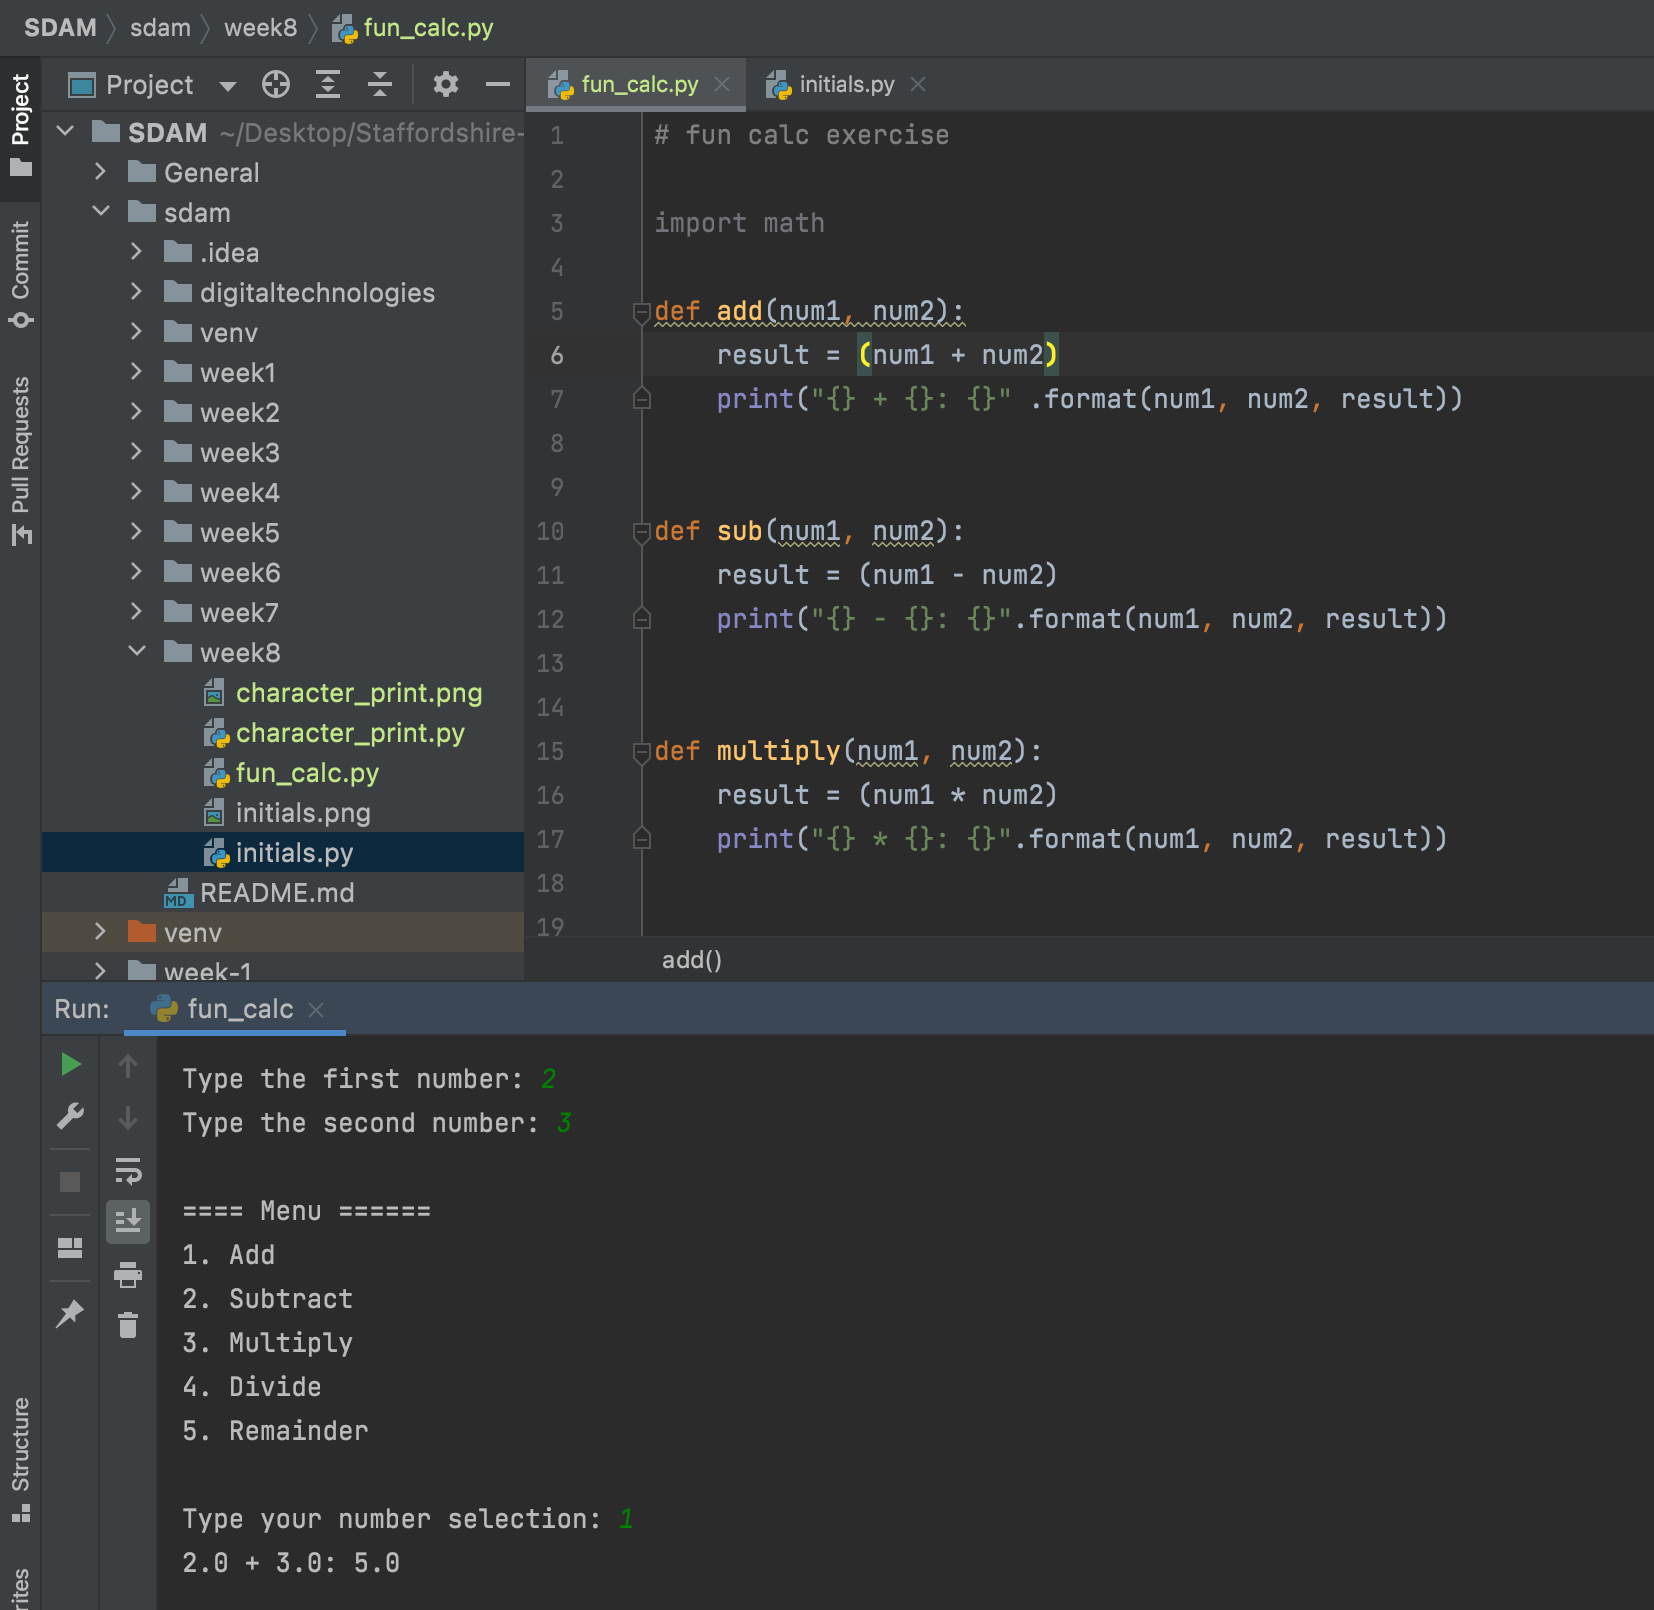 SDAM sdam week8 fun_calc.py
Project
Commit
Pull Requests
Structure
Project
fun_calc.py
initials.py
SDAM ~/Desktop/Staffordshire-
General
sdam
.idea
digitaltechnologies
venv
week1
week2
week3
week4
week5
week6
week7
week8
character_print.png
character_print.py
fun_calc.py
initials.png
initials.py
MD README.md
venv
week-1
1 # fun calc exercise
2
3 import math
4
5 def add(num1, num2):
6 result = (num1 + num2)
7 print("{} + {}: {}" .format(num1, num2, result))
8
9
10 def sub(num1, num2):
11 result = (num1 - num2)
12 print("{} - {}: {}".format(num1, num2, result))
13
14
15 def multiply(num1, num2):
16 result = (num1 * num2)
17 print("{} * {}: {}".format(num1, num2, result))
18
19
add()
Run: fun_calc
Type the first number: 2
Type the second number: 3
==== Menu ======
1. Add
2. Subtract
3. Multiply
4. Divide
5. Remainder
Type your number selection: 1
2.0 + 3.0: 5.0